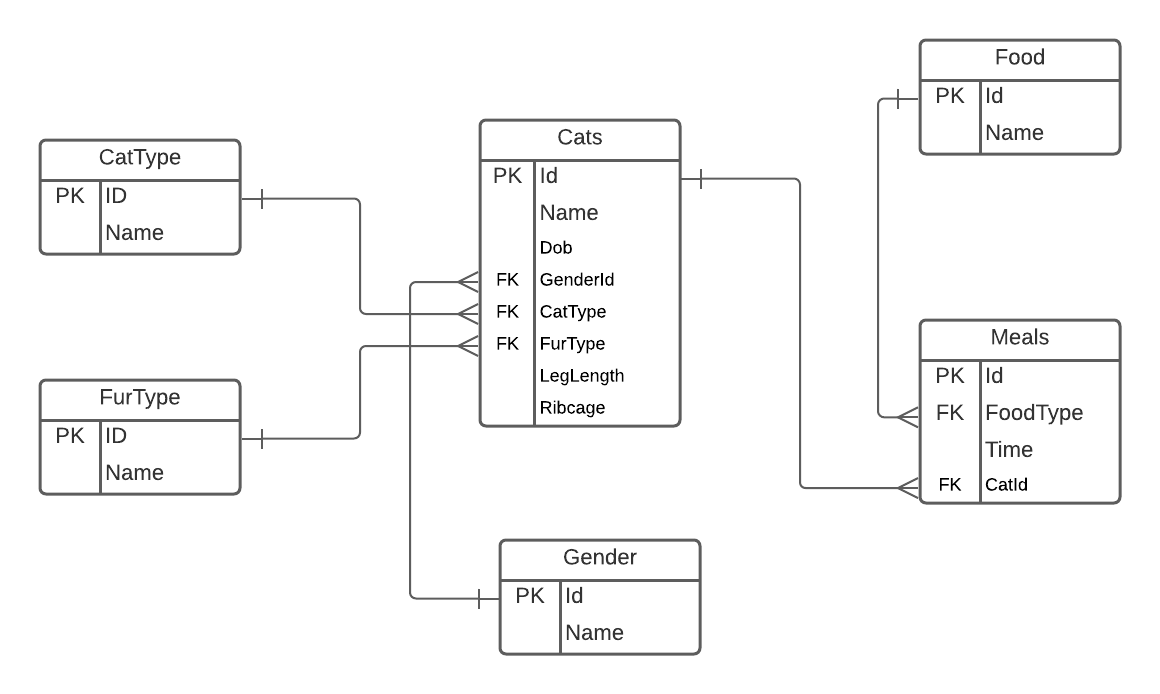 Food
PK Id
Name
Cats
PK Id
Name
Dob
FK GenderId
FK CatType
FK FurType
LegLength
Ribcage
CatType
PK ID
Name
FurType
PK ID
Name
Meals
PK Id
FK FoodType
Time
FK CatId
Gender
PK Id
Name